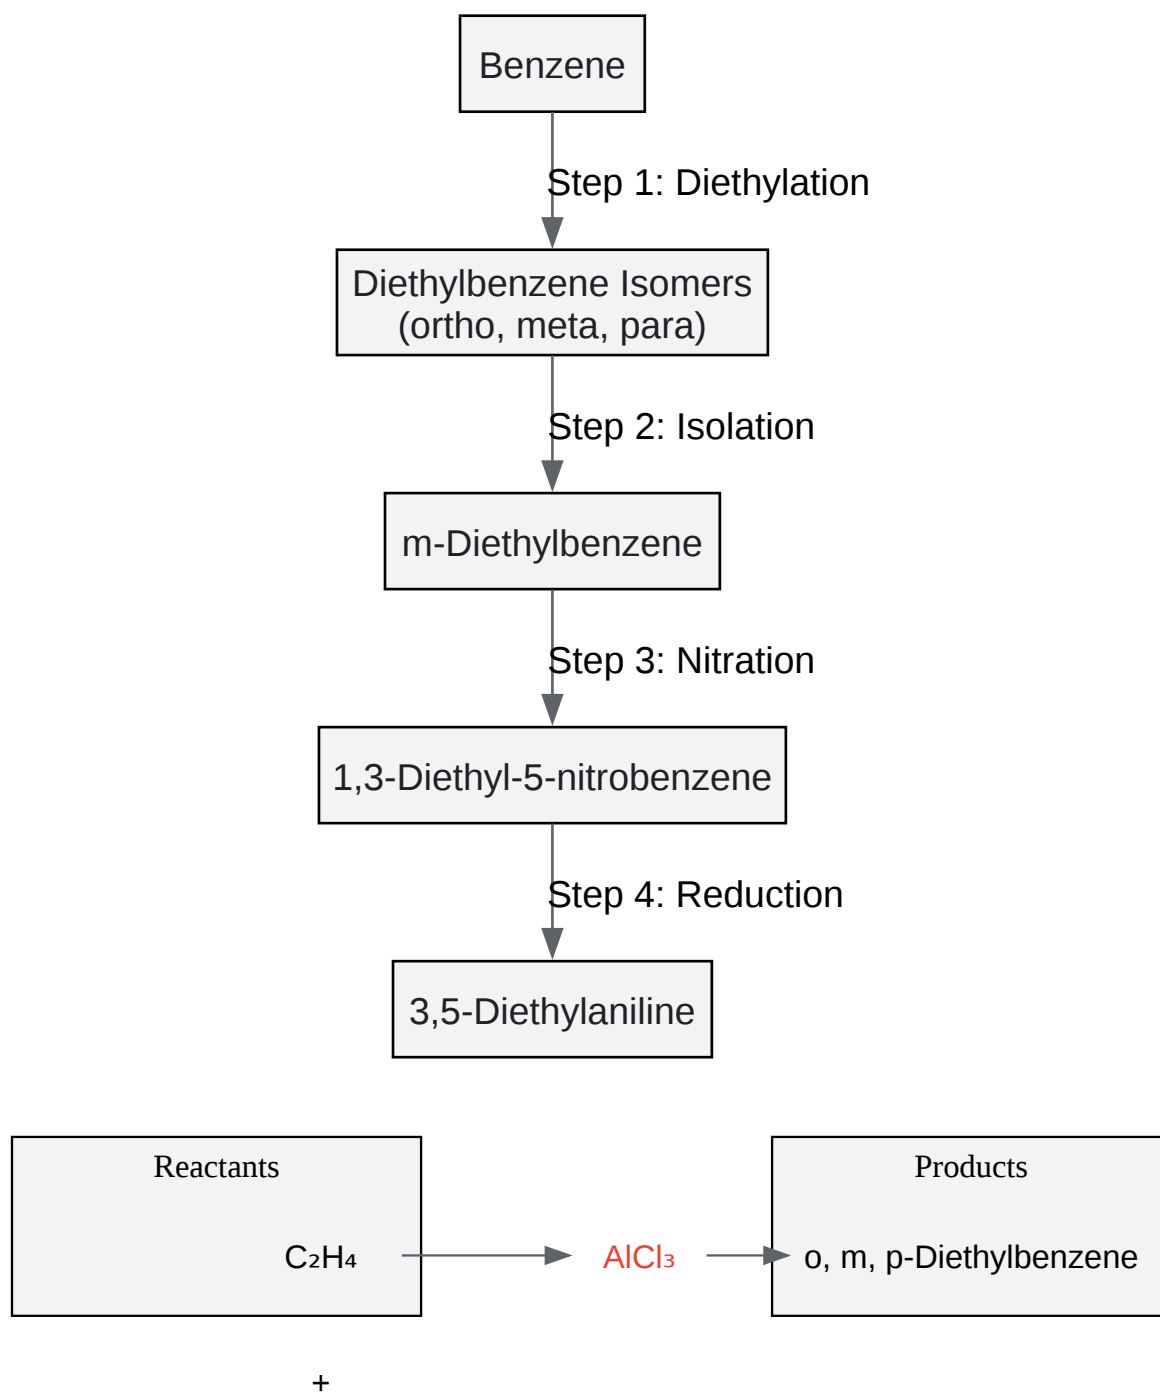 Benzene
Step 1: Diethylation
Diethylbenzene Isomers
(ortho, meta, para)
Step 2: Isolation
m-Diethylbenzene
Step 3: Nitration
1,3-Diethyl-5-nitrobenzene
Step 4: Reduction
3,5-Diethylaniline
Reactants
Products
C₂H₄
AlCl₃
o, m, p-Diethylbenzene
+